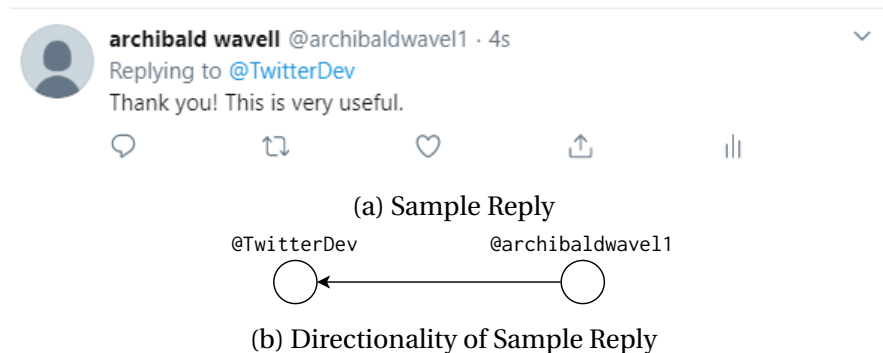 archibald wavell @archibaldwavel1 · 4s
Replying to @TwitterDev
Thank you! This is very useful.
(a) Sample Reply
@TwitterDev @archibaldwavel1
(b) Directionality of Sample Reply